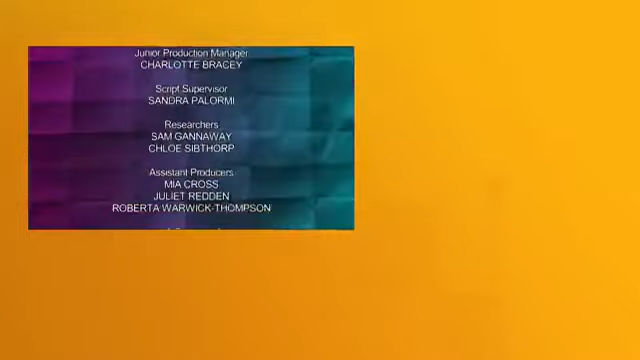 Junior Production Manager
CHARLOTTE BRACEY
Script Supervisor
SANDRA PALORMI
Researchers
SAM GANNAWAY
CHLOE SIBTHORP
Assistant Producers
MIA CROSS
JULIET REDDEN
ROBERTA WARWICK-THOMPSON